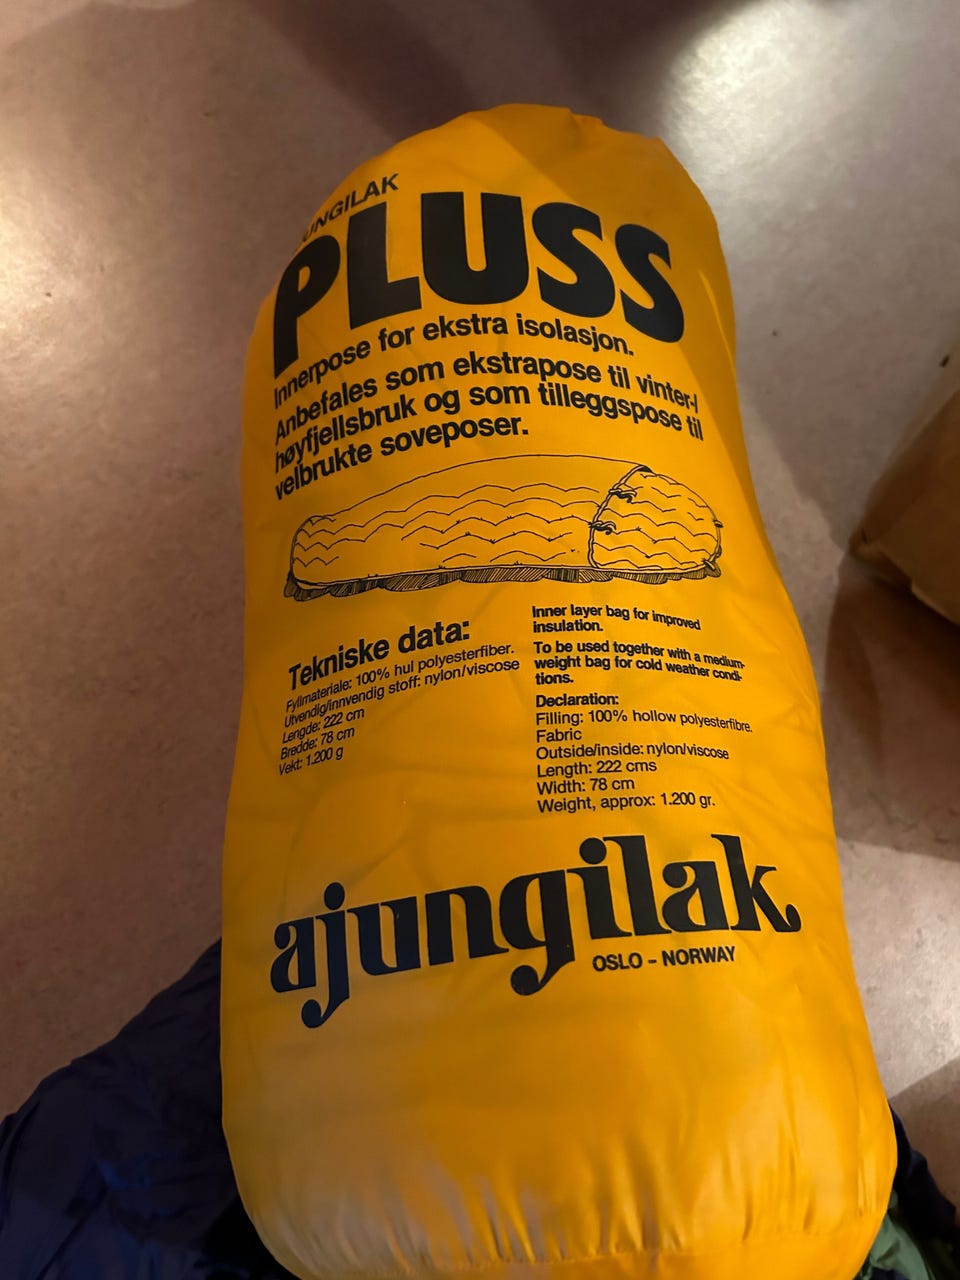 JUNGILAK
PLUSS
Innerpose for ekstra isolasjon.
Anbefales som ekstrapose til vinter-/
høyfjellsbruk og som tilleggspose til
velbrukte soveposer.
Tekniske data:
Fyllmateriale: 100% hul polyesterfiber.
Utvendig/innvendig stoff: nylon/viscose
Lengde: 222 cm
Bredde: 78 cm
Vekt: 1.200 g
Inner layer bag for improved
insulation.
To be used together with a medium-
weight bag for cold weather condi-
tions.
Declaration:
Filling: 100% hollow polyesterfibre.
Fabric
Outside/inside: nylon/viscose
Length: 222 cms
Width: 78 cm
Weight, approx: 1.200 gr.
ajungilak
OSLO - NORWAY